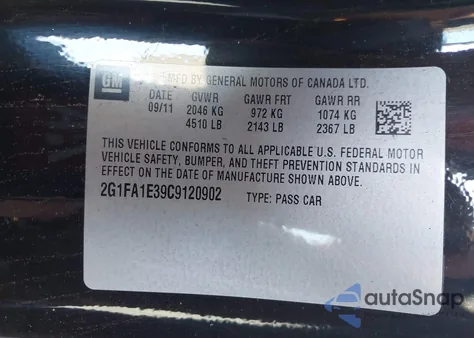 GM
MFD BY GENERAL MOTORS OF CANADA LTD.
DATE GVWR GAWR FRT GAWR RR
09/11 2046 KG 972 KG 1074 KG
4510 LB 2143 LB 2367 LB
THIS VEHICLE CONFORMS TO ALL APPLICABLE U.S. FEDERAL MOTOR
VEHICLE SAFETY, BUMPER, AND THEFT PREVENTION STANDARDS IN
EFFECT ON THE DATE OF MANUFACTURE SHOWN ABOVE.
2G1FA1E39C9120902 TYPE: PASS CAR
autoSnap